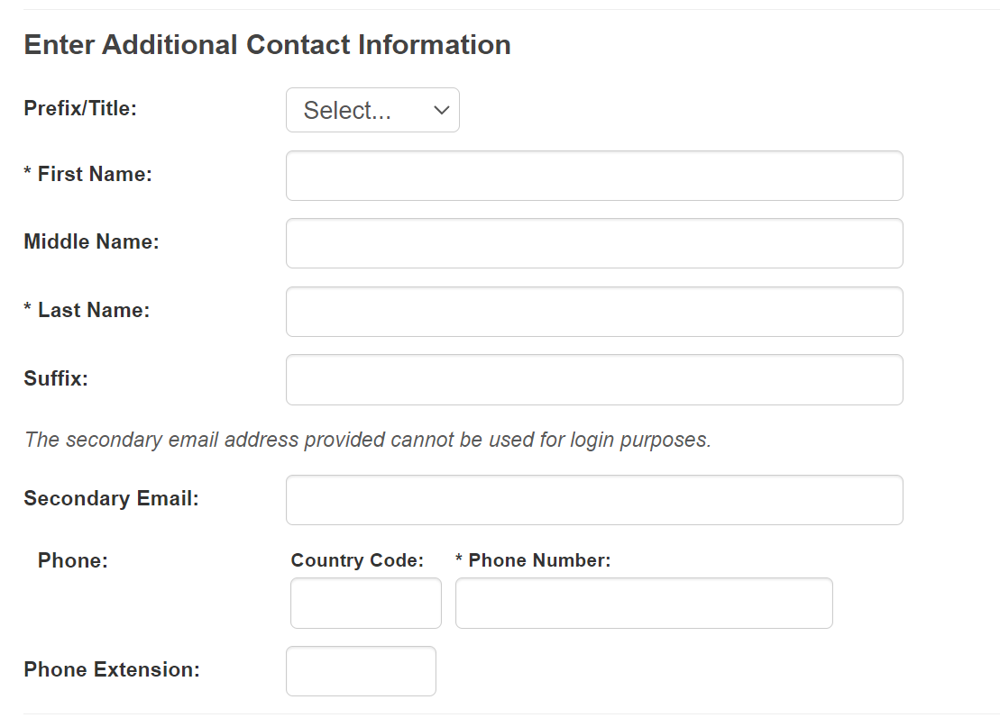 Enter Additional Contact Information
Prefix/Title: Select...
* First Name:
Middle Name:
* Last Name:
Suffix:
The secondary email address provided cannot be used for login purposes.
Secondary Email:
Phone: Country Code: * Phone Number:
Phone Extension: